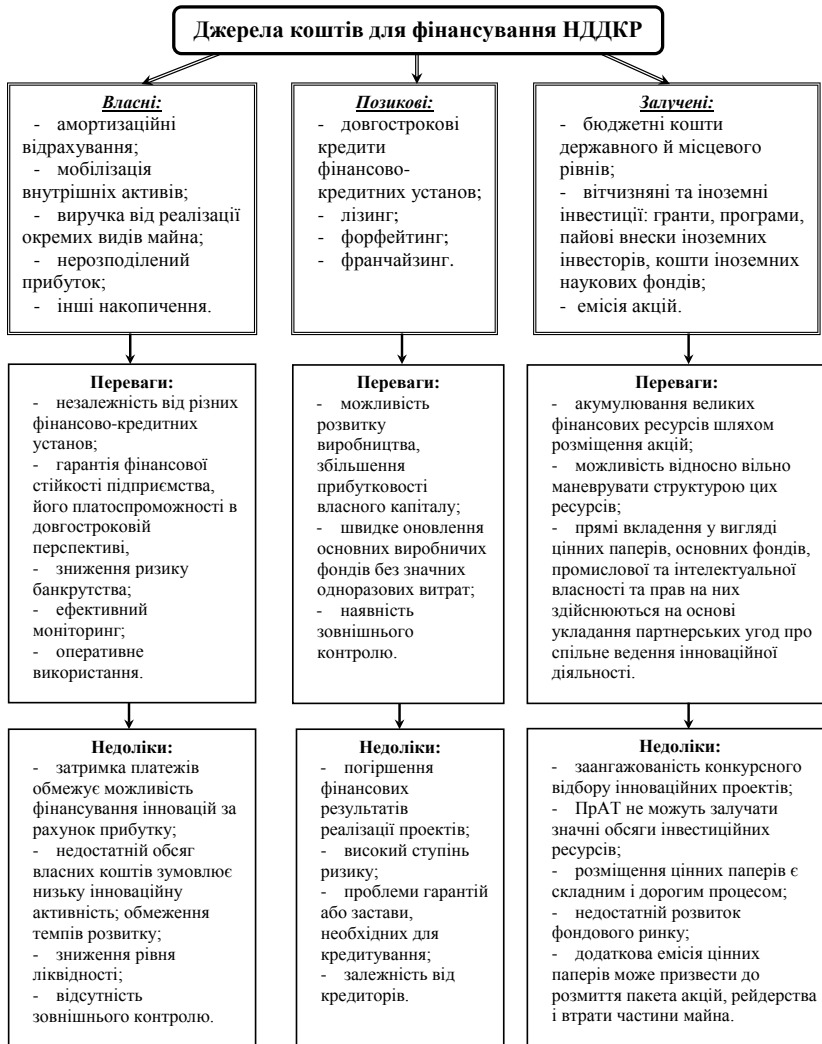 Джерела коштів для фінансування НДДКР
Власні:
- амортизаційні
відрахування;
- мобілізація
внутрішніх активів;
- виручка від реалізації
окремих видів майна;
- нерозподілений
прибуток;
- інші накопичення.
Позикові:
- довгострокові
кредити
фінансово-
кредитних установ;
- лізинг;
- форфейтинг;
- франчайзинг.
Залучені:
- бюджетні кошти
державного й місцевого
рівнів;
- вітчизняні та іноземні
інвестиції: гранти, програми,
пайові внески іноземних
інвесторів, кошти іноземних
наукових фондів;
- емісія акцій.
Переваги:
- незалежність від різних
фінансово-кредитних
установ;
- гарантія фінансової
стійкості підприємства,
його платоспроможності в
довгостроковій
перспективі,
- зниження ризику
банкрутства;
- ефективний
моніторинг;
- оперативне
використання.
Переваги:
- можливість
розвитку
виробництва,
збільшення
прибутковості
власного капіталу;
- швидке оновлення
основних виробничих
фондів без значних
одноразових витрат;
- наявність
зовнішнього
контролю.
Переваги:
- акумулювання великих
фінансових ресурсів шляхом
розміщення акцій;
- можливість відносно вільно
маневрувати структурою цих
ресурсів;
- прямі вкладення у вигляді
цінних паперів, основних фондів,
промислової та інтелектуальної
власності та прав на них
здійснюються на основі
укладання партнерських угод про
спільне ведення інноваційної
діяльності.
Недоліки:
- затримка платежів
обмежує можливість
фінансування інновацій за
рахунок прибутку;
- недостатній обсяг
власних коштів зумовлює
низьку інноваційну
активність; обмеження
темпів розвитку;
- зниження рівня
ліквідності;
- відсутність
зовнішнього контролю.
Недоліки:
- погіршення
фінансових
результатів
реалізації проектів;
- високий ступінь
ризику;
- проблеми гарантій
або застави,
необхідних для
кредитування;
- залежність від
кредиторів.
Недоліки:
- заангажованість конкурсного
відбору інноваційних проектів;
- ПрАТ не можуть залучати
значні обсяги інвестиційних
ресурсів;
- розміщення цінних паперів є
складним і дорогим процесом;
- недостатній розвиток
фондового ринку;
- додаткова емісія цінних
паперів може призвести до
розмиття пакета акцій, рейдерства
і втрати частини майна.